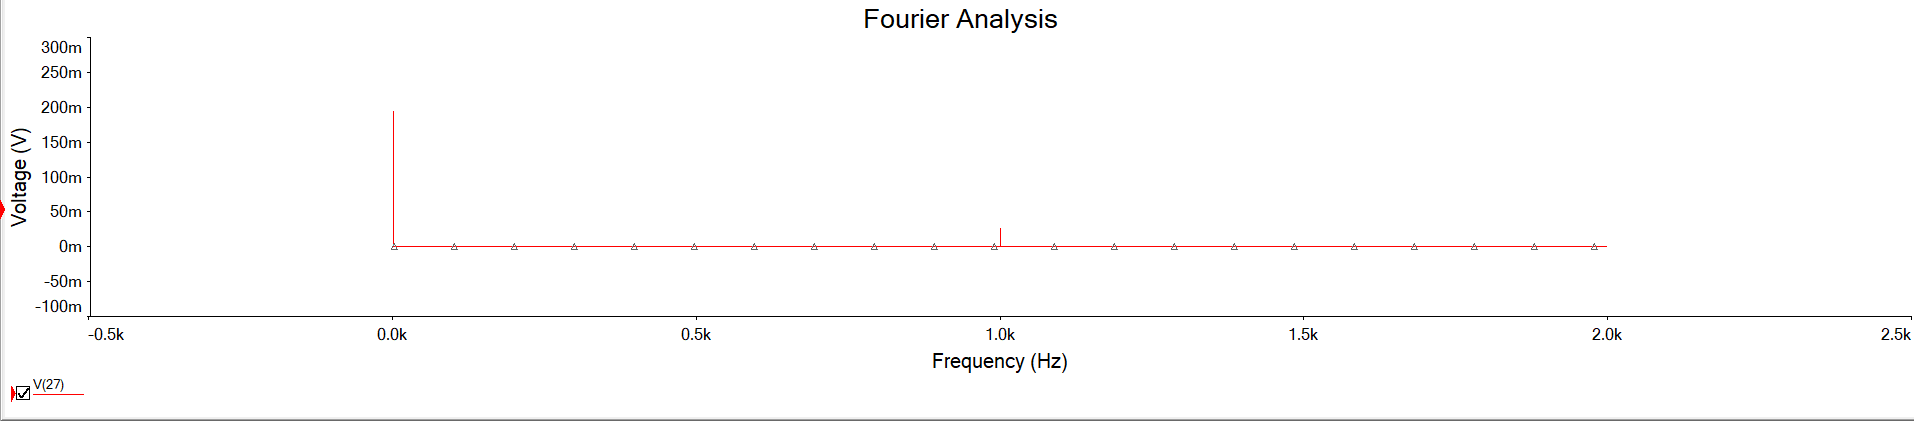 Fourier Analysis
300m
250m
200m
150m
100m
50m
0m
-50m
-100m
Voltage (V)
-0.5k 0.0k 0.5k 1.0k 1.5k 2.0k 2.5k
Frequency (Hz)
V(27)